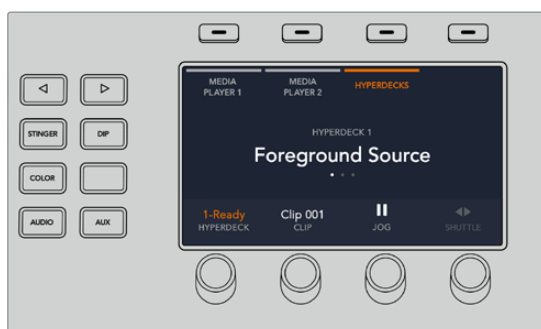 MEDIA
PLAYER 1
MEDIA
PLAYER 2
HYPERDECKS
STINGER
DIP
HYPERDECK 1
Foreground Source
COLOR
AUDIO
AUX
1-Ready
HYPERDECK
Clip 001
CLIP
JOG
SHUTTLE